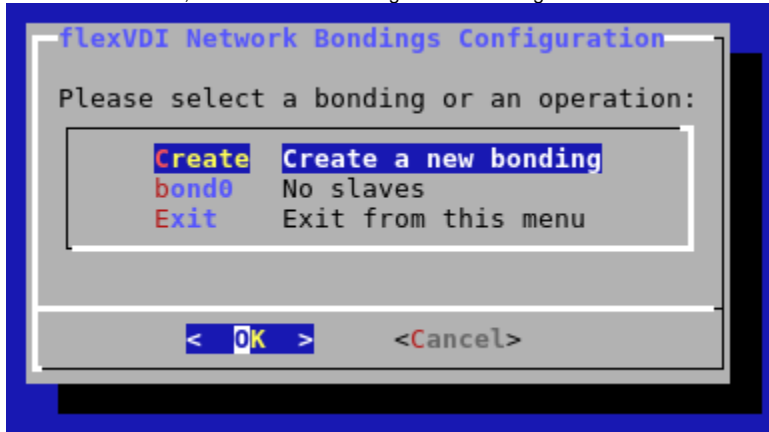 flexVDI Network Bondings Configuration
Please select a bonding or an operation:
Create Create a new bonding
bond0 No slaves
Exit Exit from this menu
< OK > <Cancel>